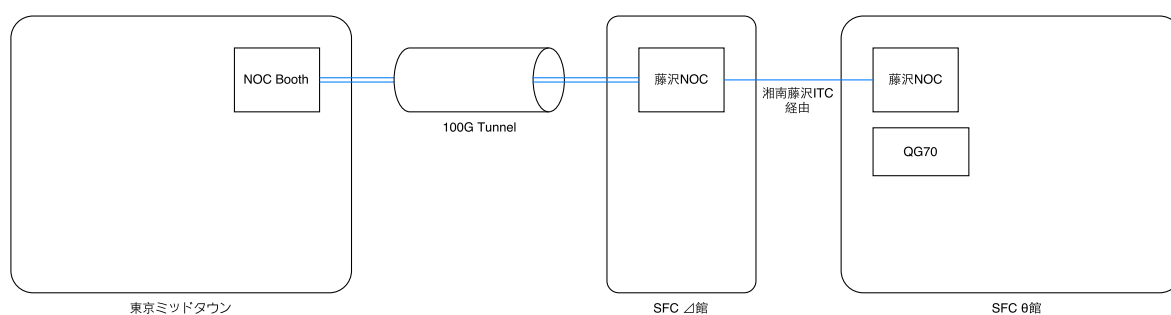 NOC Booth
100G Tunnel
藤沢NOC
湘南藤沢ITC
経由
藤沢NOC
QG70
東京ミッドタウン
SFC ⊿館
SFC θ館